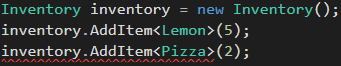 Inventory inventory = new Inventory();
inventory.AddItem<Lemon>(5);
inventory.AddItem<Pizza>(2);